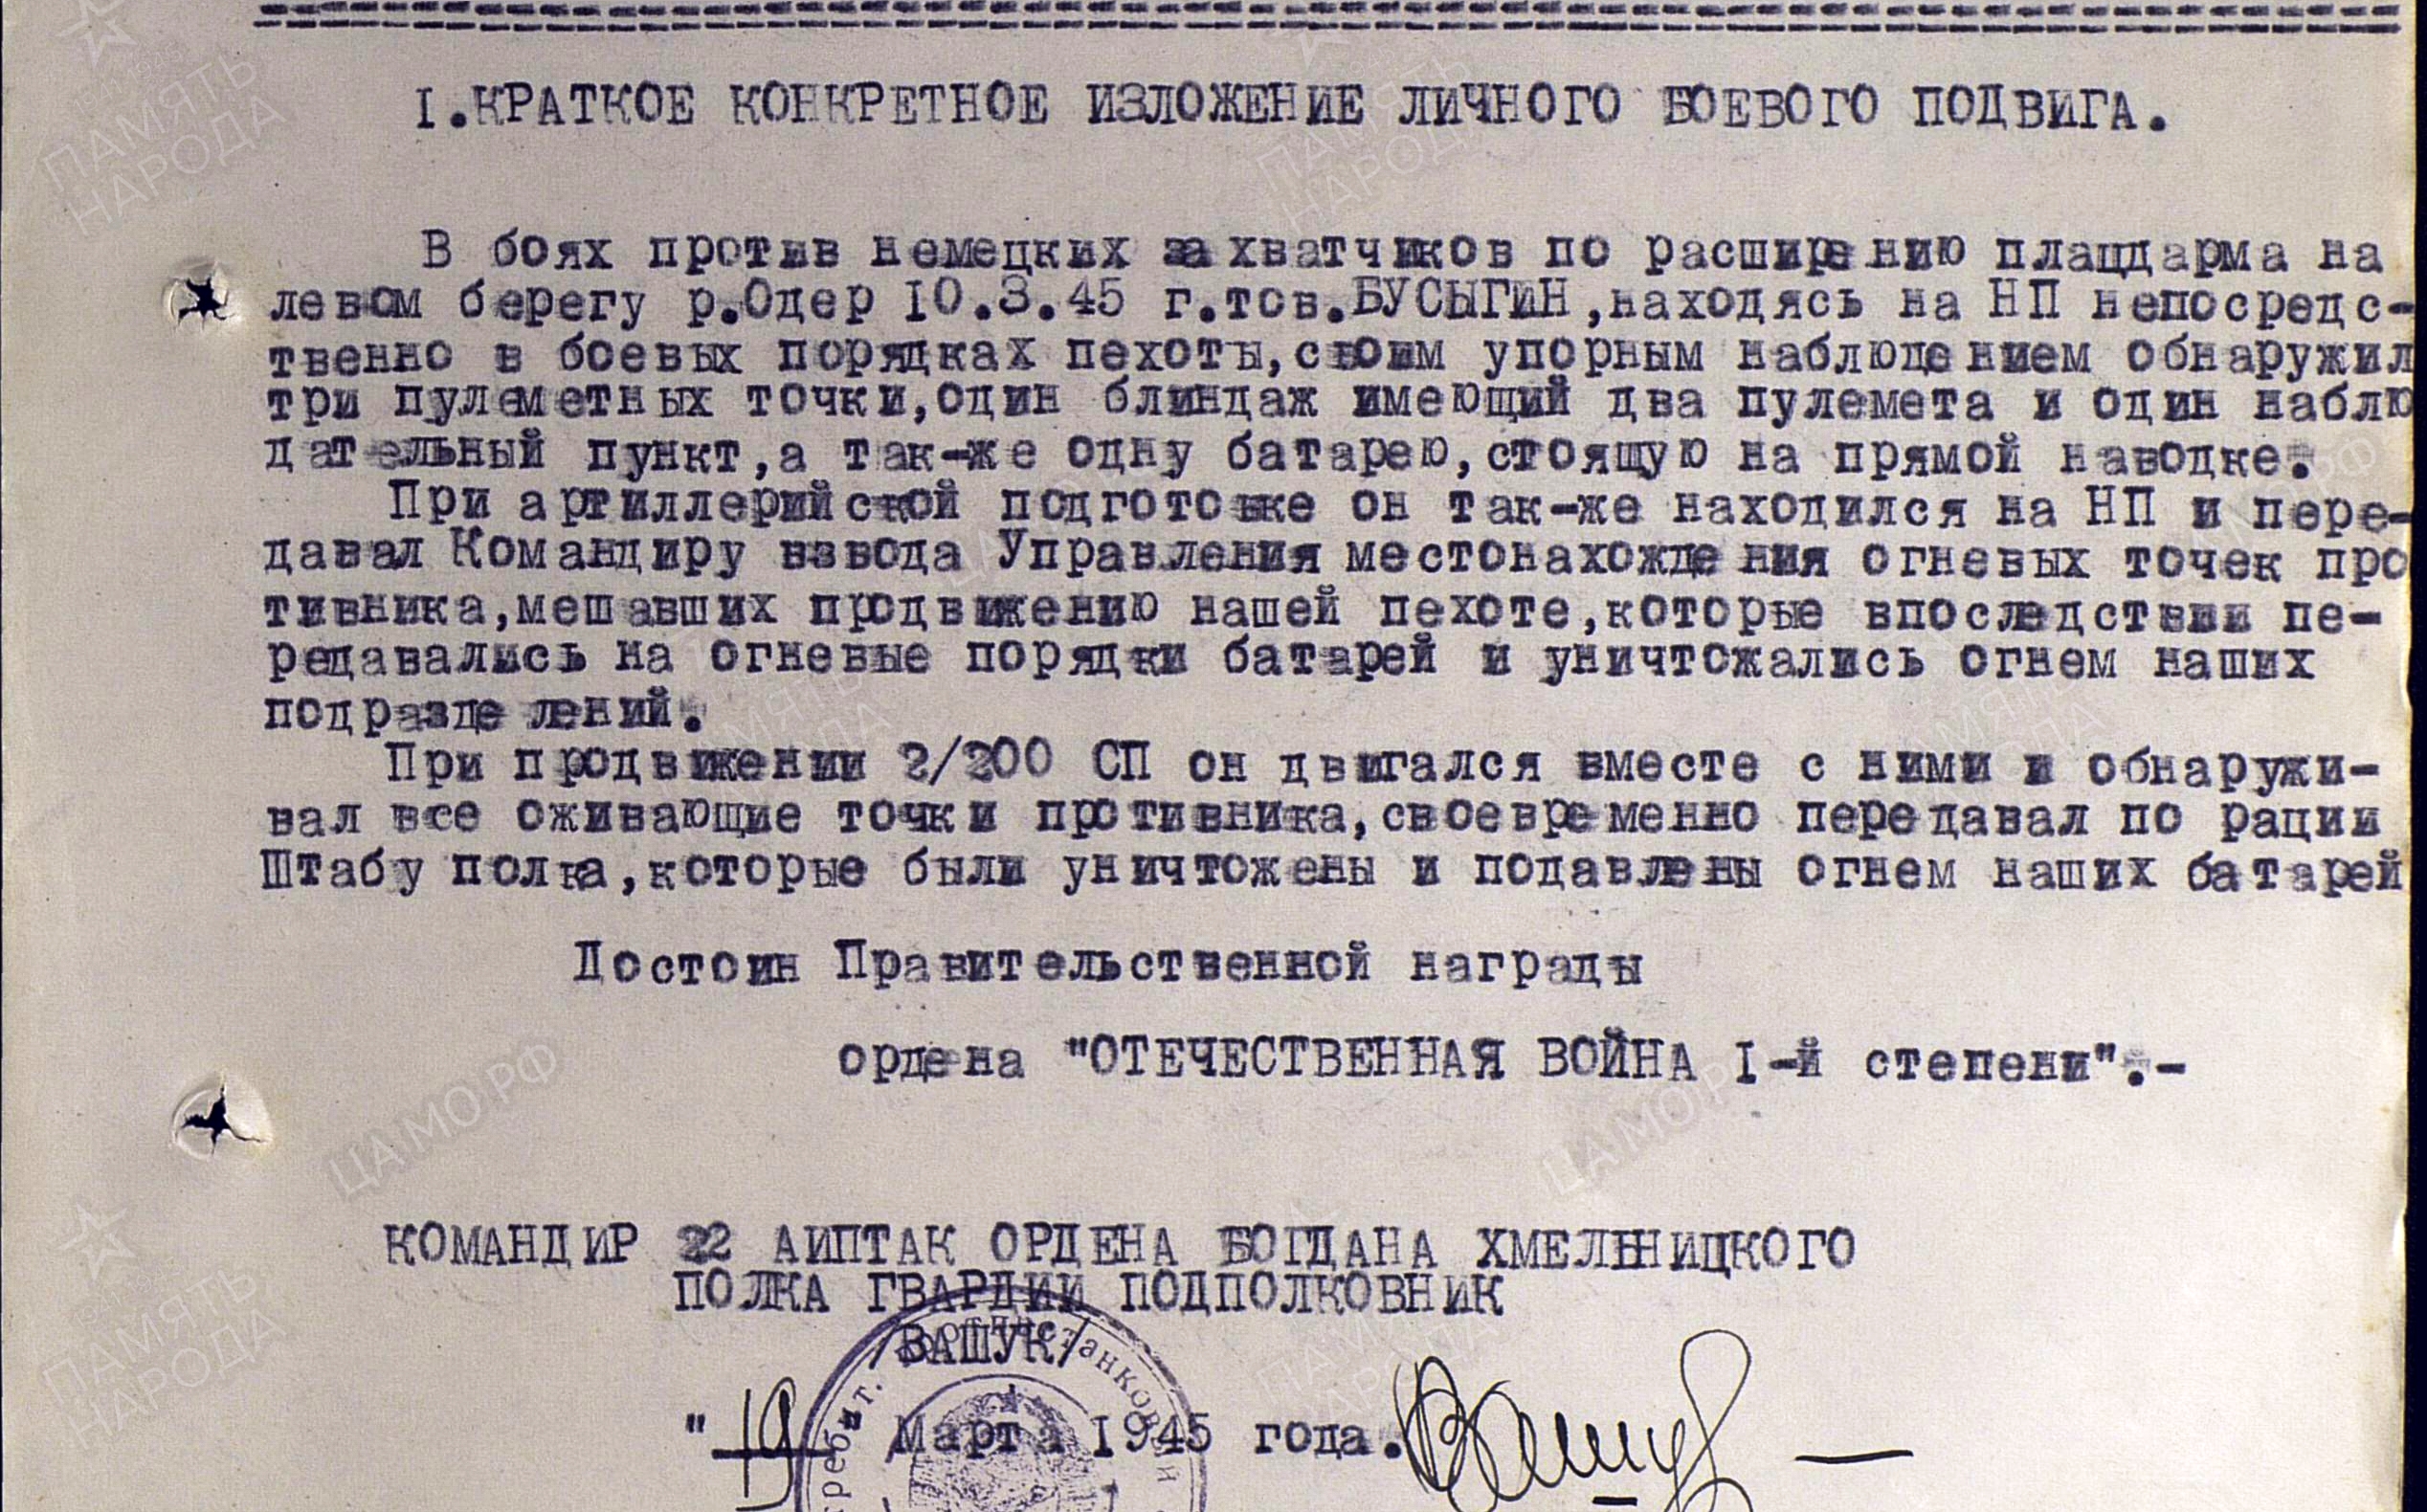 I.КРАТКОЕ КОНКРЕТНОЕ ИЗЛОЖЕНИЕ ЛИЧНОГО БОЕВОГО ПОДВИГА.
В боях против немецких захватчиков по расширению плацдарма на
левом берегу р.Одер 10.3.45 г.тов.БУСЫГИН,находясь на НП непосредс-
твенно в боевых порядках пехоты,своим упорным наблюдением обнаружил
три пулеметных точки,один блиндаж имеющий два пулемета и один наблю
дательный пункт,а так-же одну батарею,стоящую на прямой наводке.
При артиллерийской подготовке он так-же находился на НП и пере-
давал Командиру взвода Управления местонахождения огневых точек про
тивника,мешавших продвижению нашей пехоте,которые впоследствии пе-
редавались на огневые порядки батарей и уничтожались огнем наших
подразделений.
При продвижении 2/200 СП он двигался вместе с ними и обнаружи-
вал все оживающие точки противника,своевременно передавал по рации
Штабу полка,которые были уничтожены и подавлены огнем наших батарей
Достоин Правительственной награды
ордена "ОТЕЧЕСТВЕННАЯ ВОЙНА I-й степени".-
КОМАНДИР 22 АИПТАК ОРДЕНА БОГДАНА ХМЕЛЬНИЦКОГО
ПОЛКА ГВАРДИИ ПОДПОЛКОВНИК
/ВАШУК/
"19" Марта 1945 года.
ПАМЯТЬ НАРОДА
ЦАМО.РФ